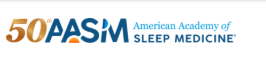 50th AASM American Academy of
SLEEP MEDICINE